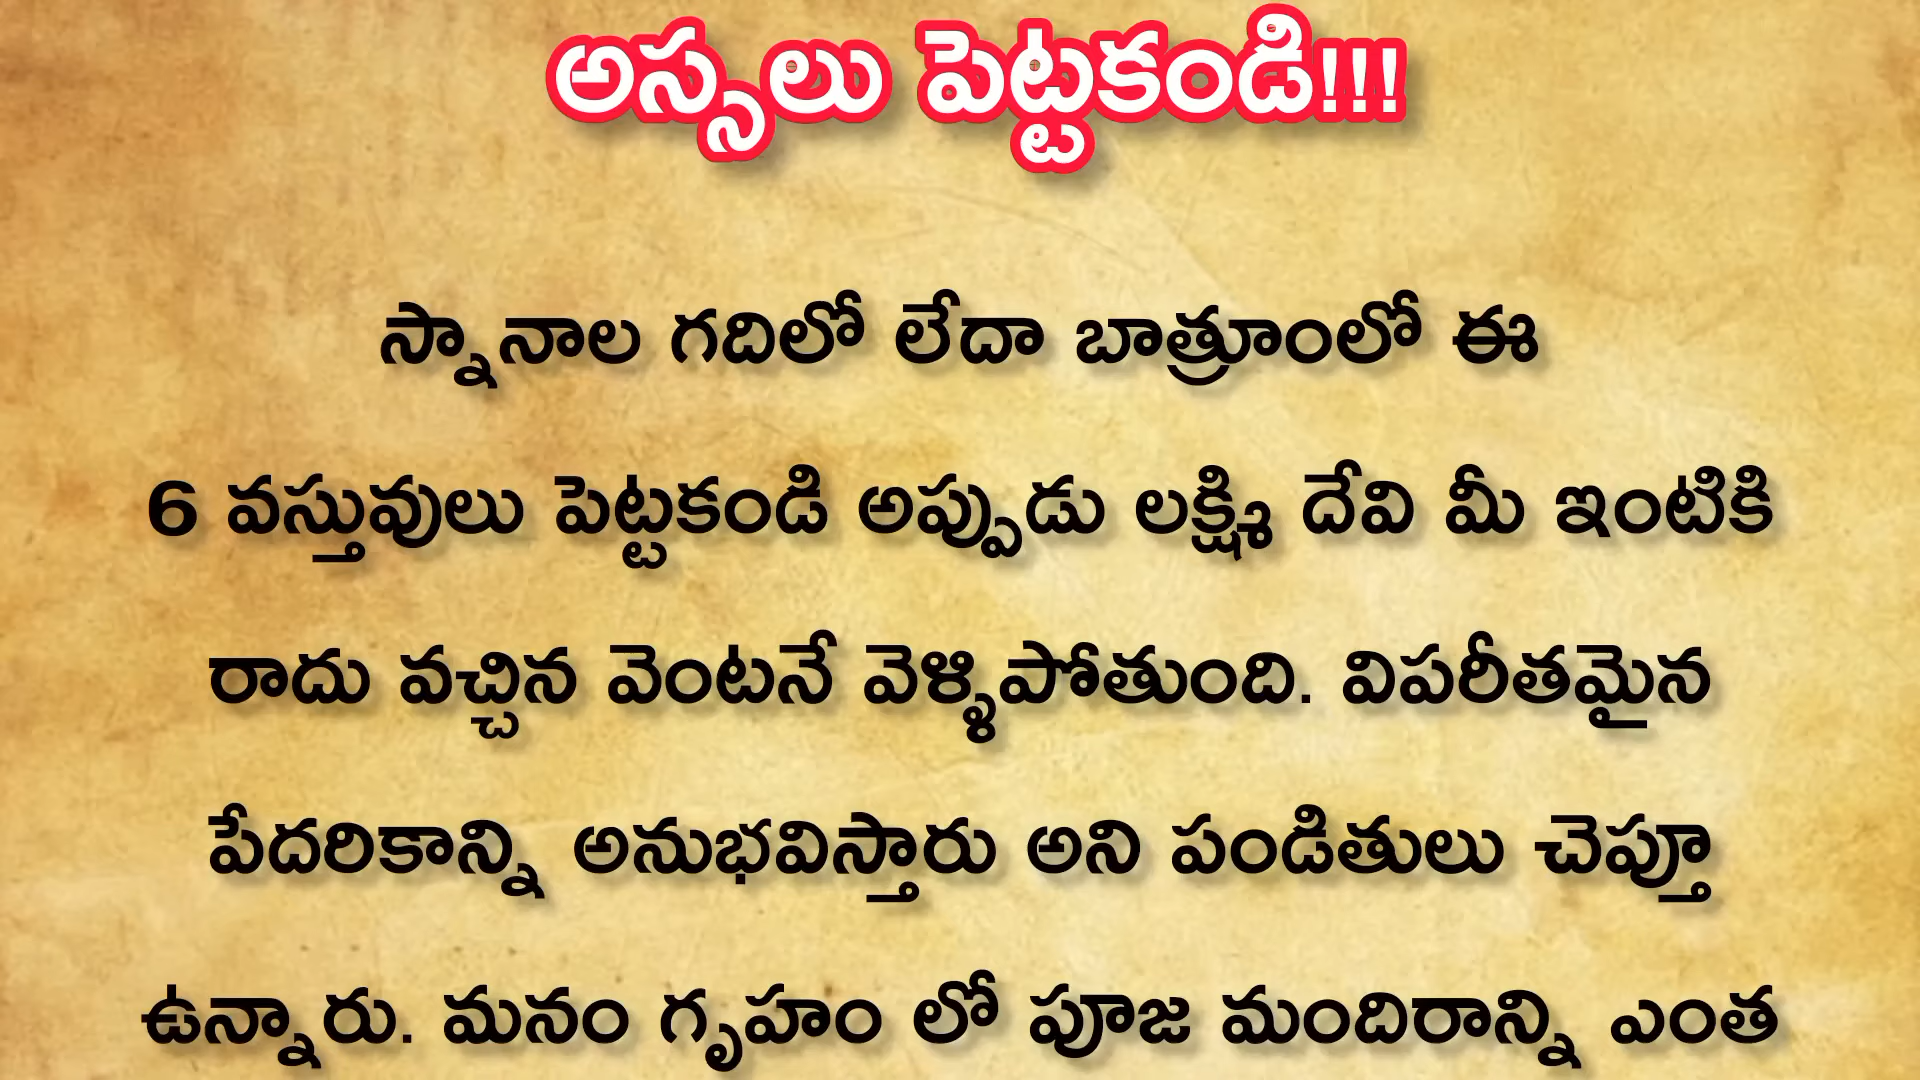 అస్సలు పెట్టకండి!!!
స్నానాల గదిలో లేదా బాత్రూంలో ఈ
6 వస్తువులు పెట్టకండి అప్పుడు లక్ష్మి దేవి మీ ఇంటికి
రాదు వచ్చిన వెంటనే వెళ్ళిపోతుంది. విపరీతమైన
పేదరికాన్ని అనుభవిస్తారు అని పండితులు చెప్తూ
ఉన్నారు. మనం గృహం లో పూజ మందిరాన్ని ఎంత